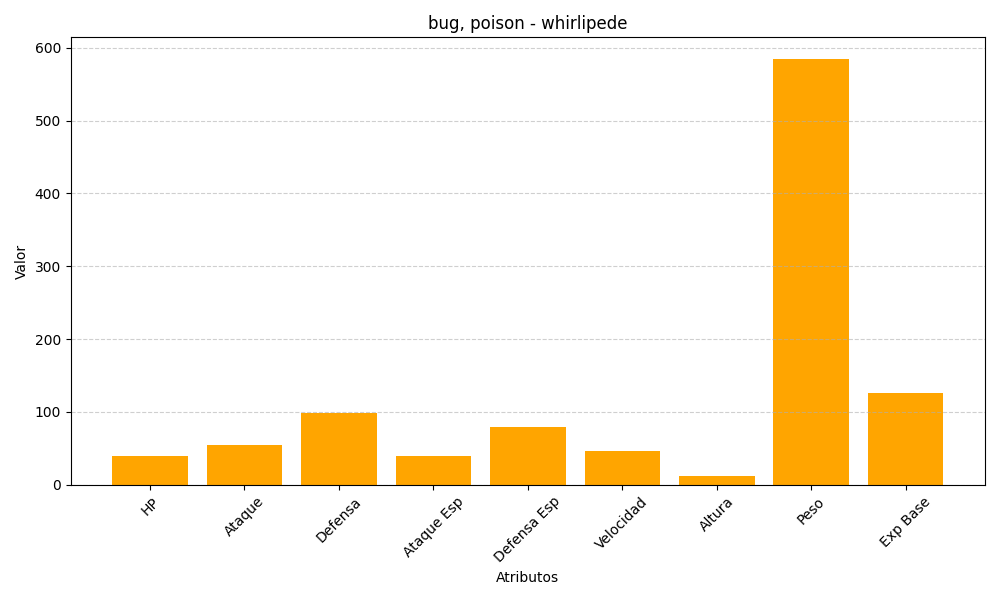 bug, poison - whirlipede
Valor
600
500
400
300
200
100
0
HP
Ataque
Defensa
Ataque Esp
Defensa Esp
Velocidad
Altura
Peso
Exp Base
Atributos